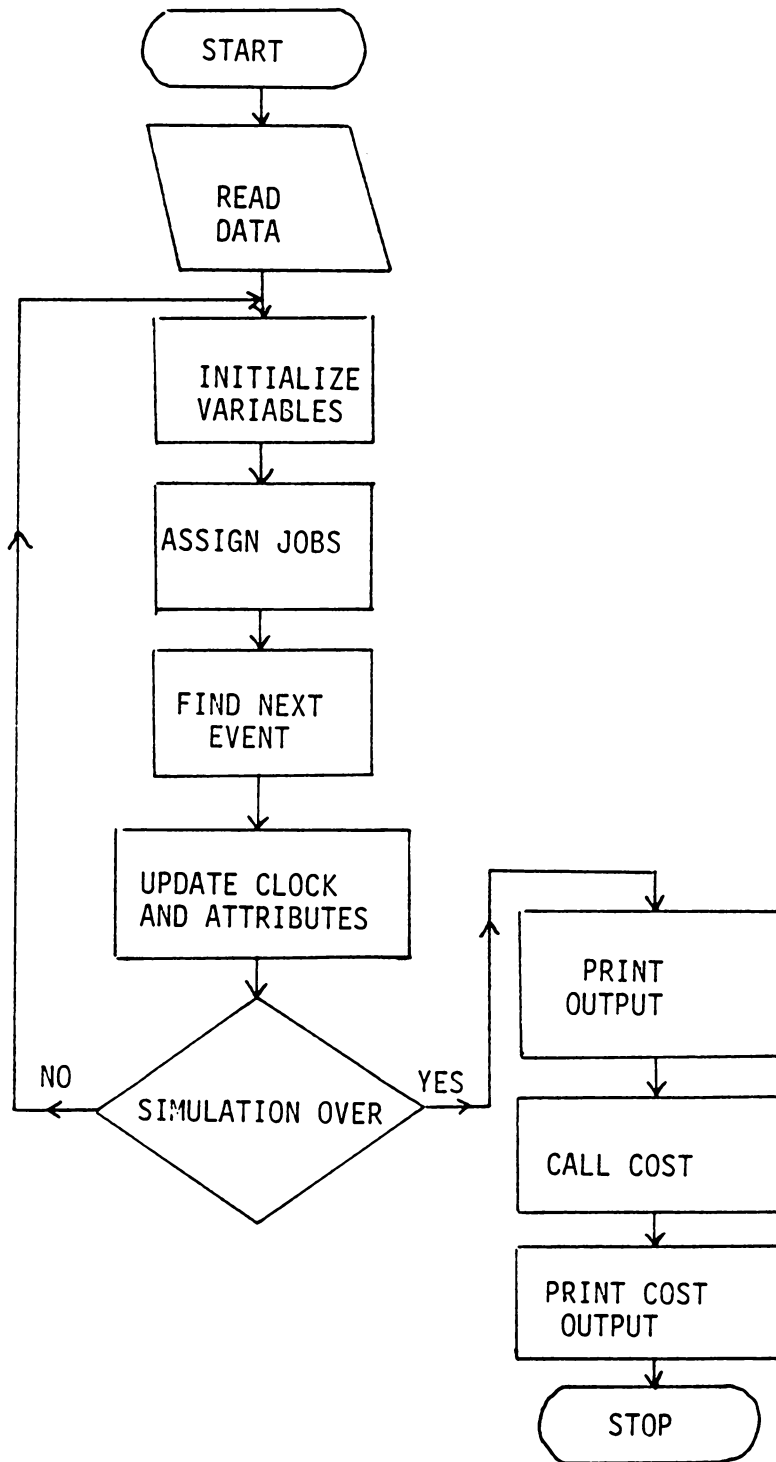 START
READ
DATA
INITIALIZE
VARIABLES
ASSIGN JOBS
FIND NEXT
EVENT
UPDATE CLOCK
AND ATTRIBUTES
NO
SIMULATION OVER
YES
PRINT
OUTPUT
CALL COST
PRINT COST
OUTPUT
STOP